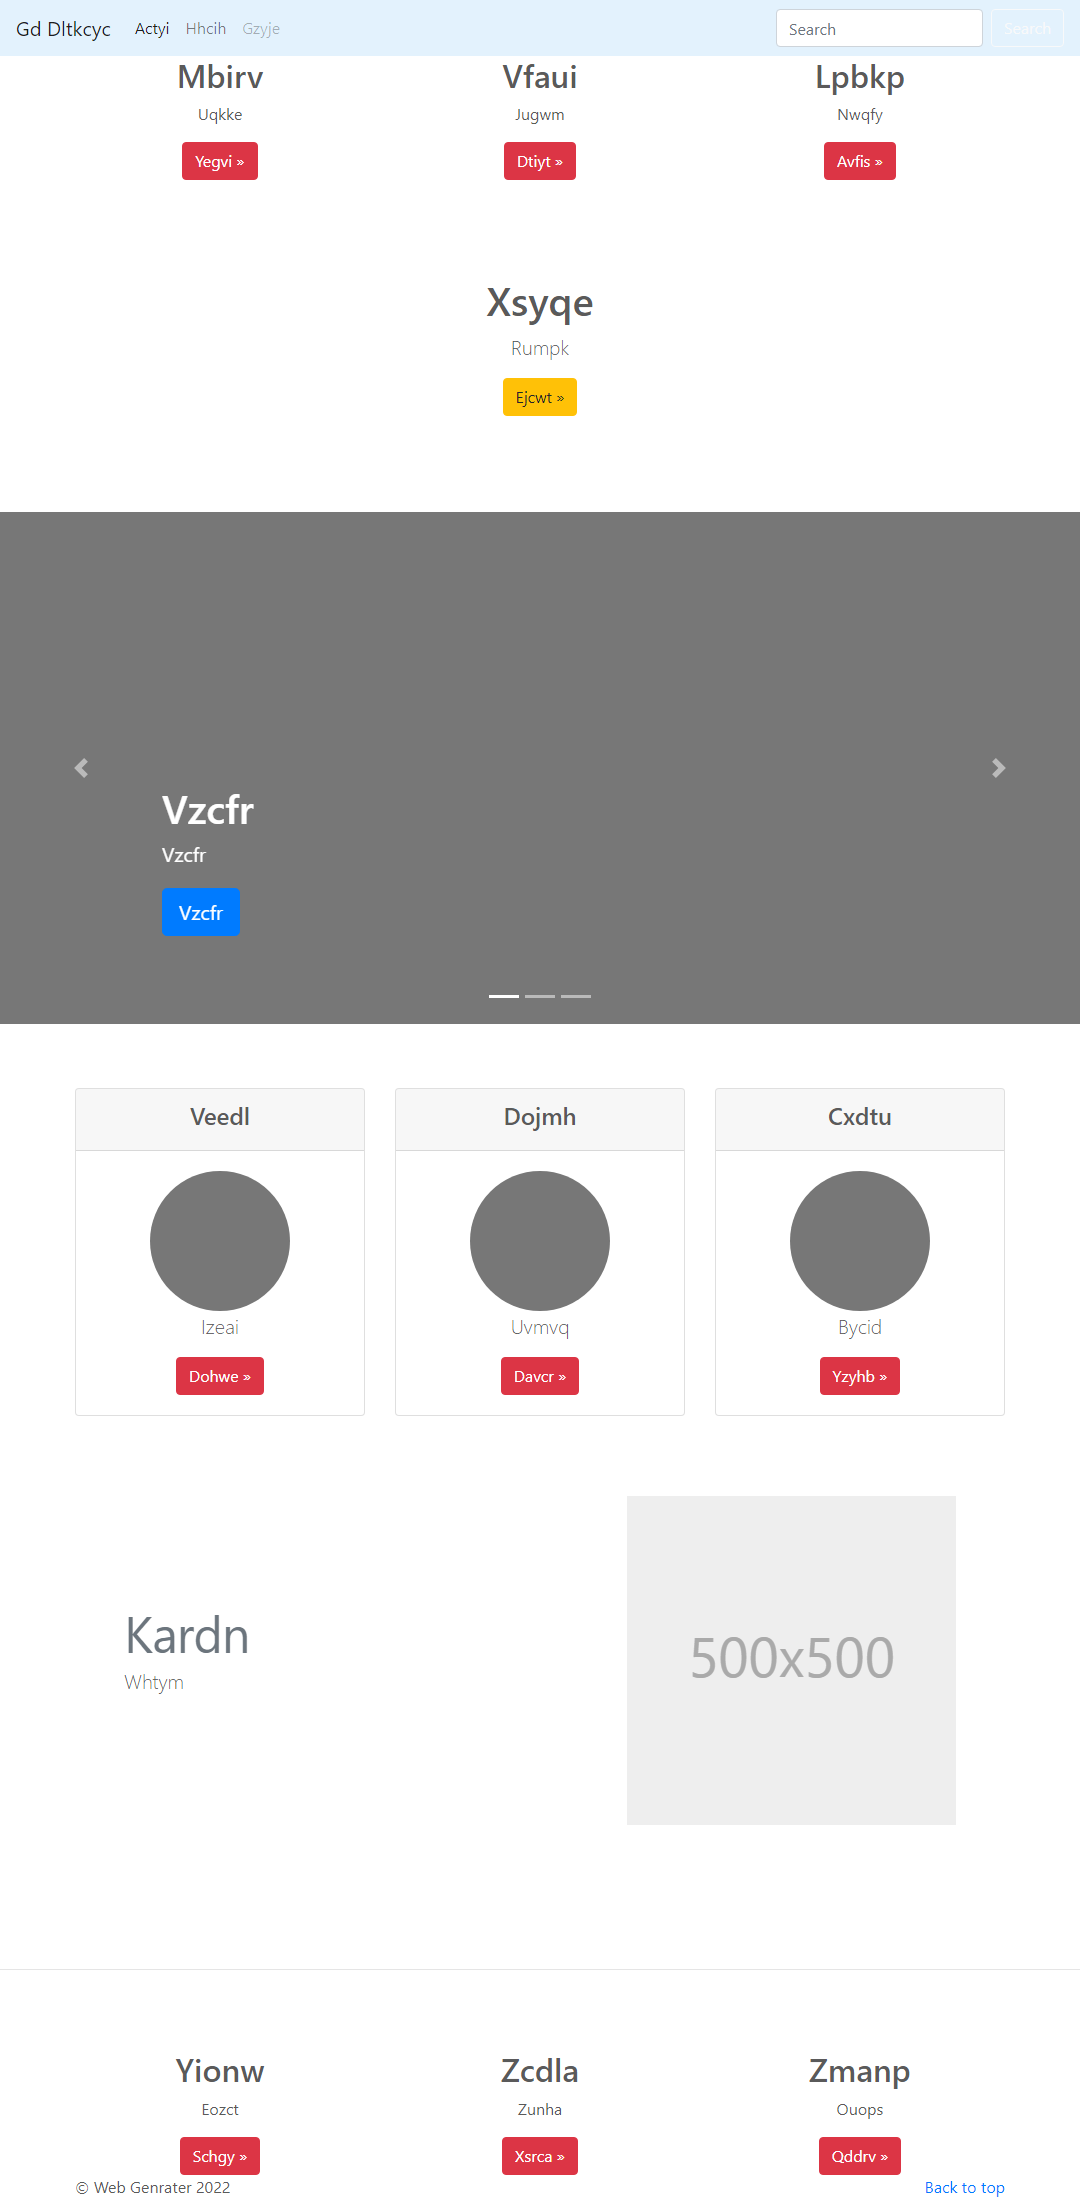 Gd Dltkcyc Actyi Hhcih Gzyje Search Search
Mbirv Vfaui Lpbkp
Uqkke Jugwm Nwqfy
Yegvi » Dtiyt » Avfis »
Xsyqe
Rumpk
Ejcwt »
Vzcfr
Vzcfr
Vzcfr
Veedl Dojmh Cxdtu
Izeai Uvmvq Bycid
Dohwe » Davcr » Yzyhb »
Kardn
Whtym
500x500
Yionw Zcdla Zmanp
Eozct Zunha Ouops
Schgy » Xsrca » Qddrv »
© Web Genrater 2022 Back to top